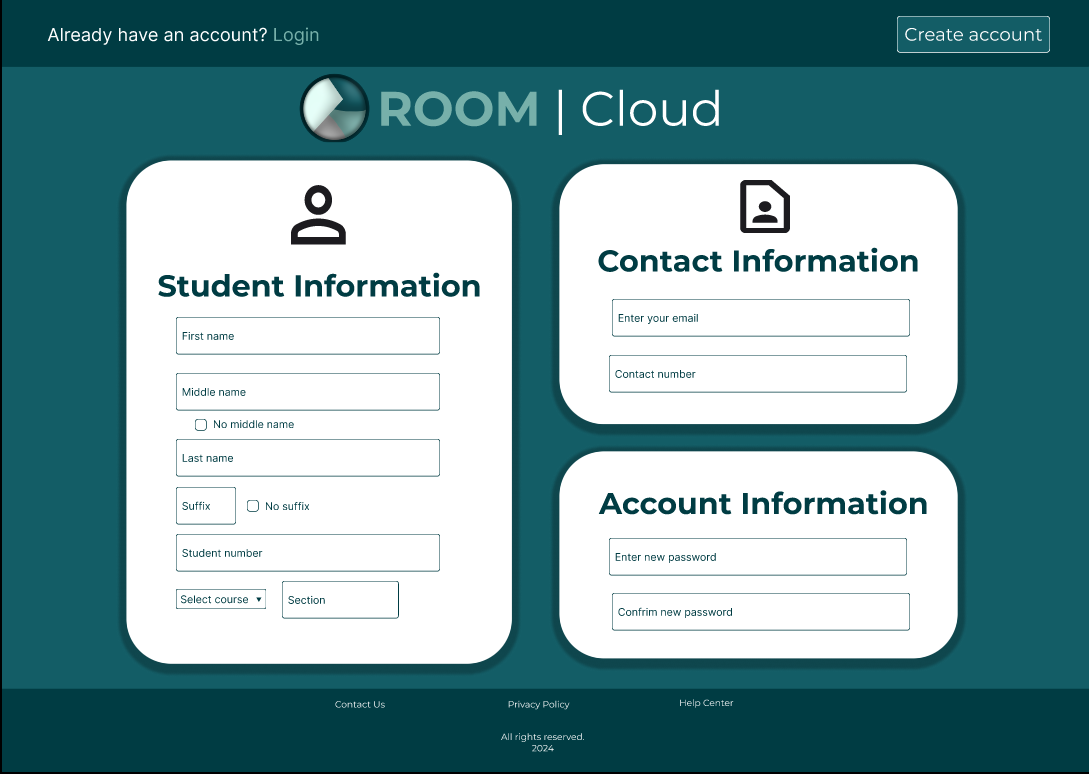 Already have an account? Login
Create account
ROOM | Cloud
Student Information
First name
Middle name
No middle name
Last name
Suffix
No suffix
Student number
Select course
Section
Contact Information
Enter your email
Contact number
Account Information
Enter new password
Confrim new password
Contact Us
Privacy Policy
Help Center
All rights reserved.
2024